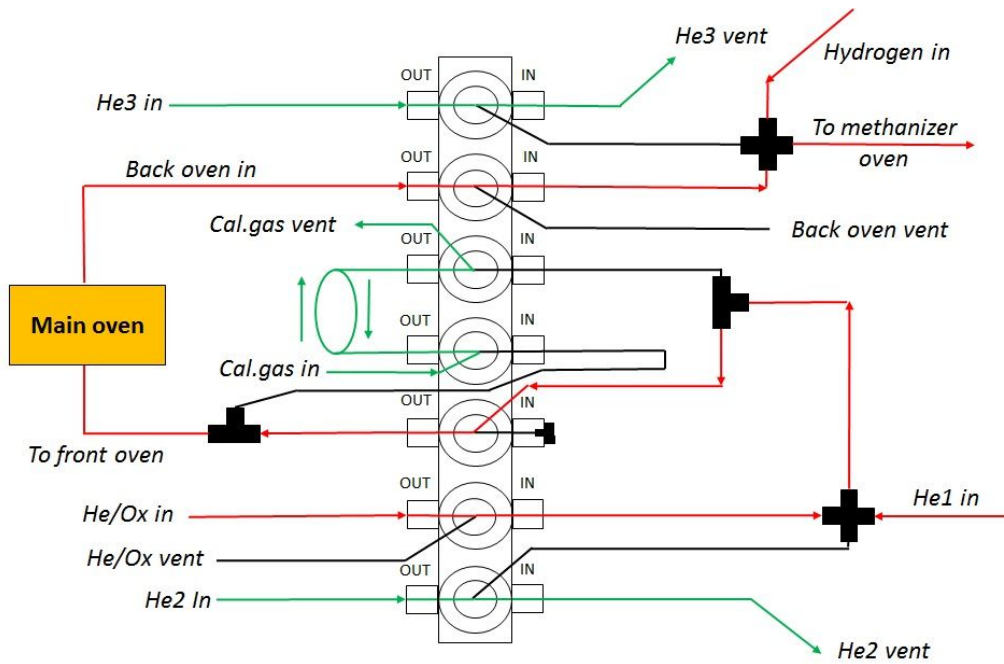 He3 vent
Hydrogen in
OUT
IN
He3 in
To methanizer
oven
OUT
IN
Back oven in
Cal.gas vent
OUT
IN
Back oven vent
Main oven
OUT
IN
Cal.gas in
OUT
IN
To front oven
OUT
IN
He/Ox in
He1 in
He/Ox vent
OUT
IN
He2 In
He2 vent